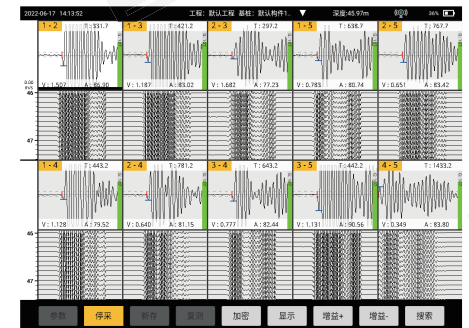 2022-06-17 14:13:52 工程：默认工程 基桩：默认构件1.. ▼ 深度:45.97m 36%
1 - 2 T : 331.7
1 - 3 T : 421.2
2 - 3 T : 297.2
1 - 5 T : 638.7
2 - 5 T : 767.7
V : 1.507 A : 86.90
V : 1.187 A : 83.02
V : 1.682 A : 77.23
V : 0.783 A : 80.74
V : 0.651 A : 83.42
0.00
m/s
46
47
1 - 4 T : 443.2
2 - 4 T : 781.2
3 - 4 T : 643.2
3 - 5 T : 442.2
4 - 5 T : 1433.2
V : 1.128 A : 79.52
V : 0.640 A : 81.15
V : 0.777 A : 82.44
V : 1.131 A : 90.56
V : 0.349 A : 83.80
46
47
参数 停采 新存 复测 加密 显示 增益+ 增益- 搜索